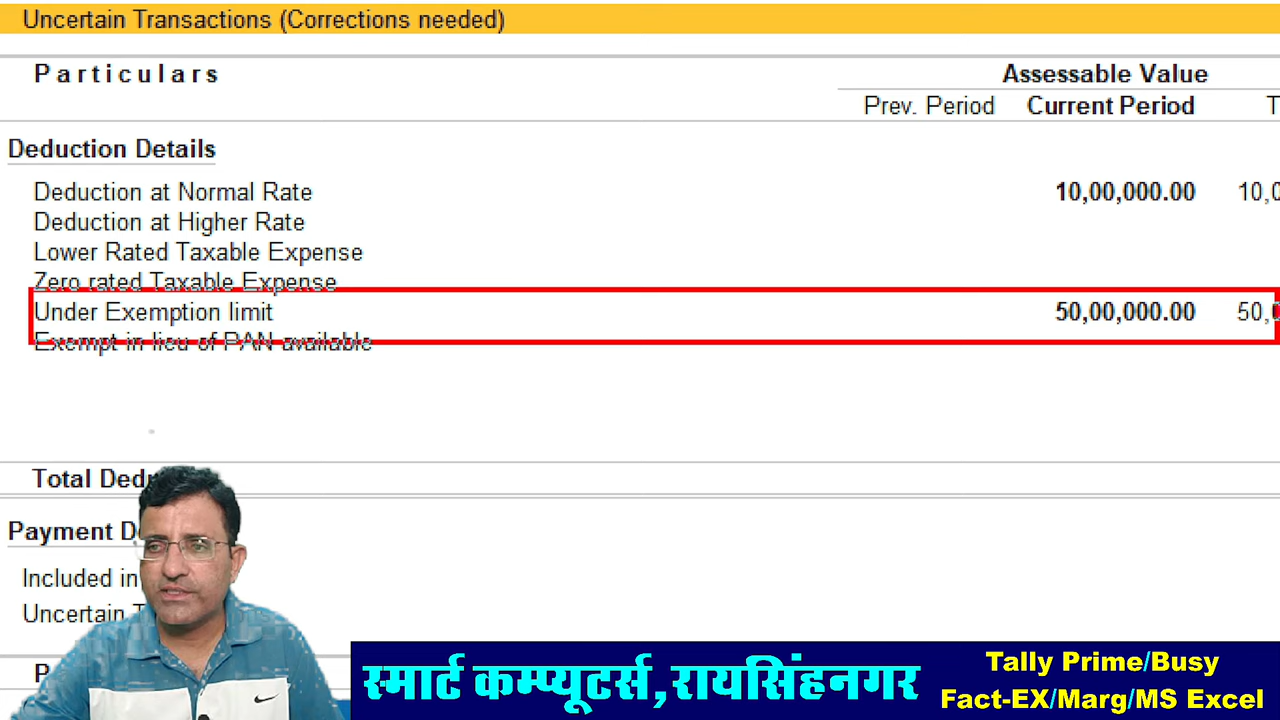 Uncertain Transactions (Corrections needed)
Particulars Assessable Value
Prev. Period Current Period
Deduction Details
Deduction at Normal Rate 10,00,000.00
Deduction at Higher Rate
Lower Rated Taxable Expense
Zero rated Taxable Expense
Under Exemption limit 50,00,000.00
Exempt in lieu of PAN available
Total
Payment
Included in
Uncertain
स्मार्ट कम्प्यूटर्स,रायसिंहनगर
Tally Prime/Busy
Fact-EX/Marg/MS Excel